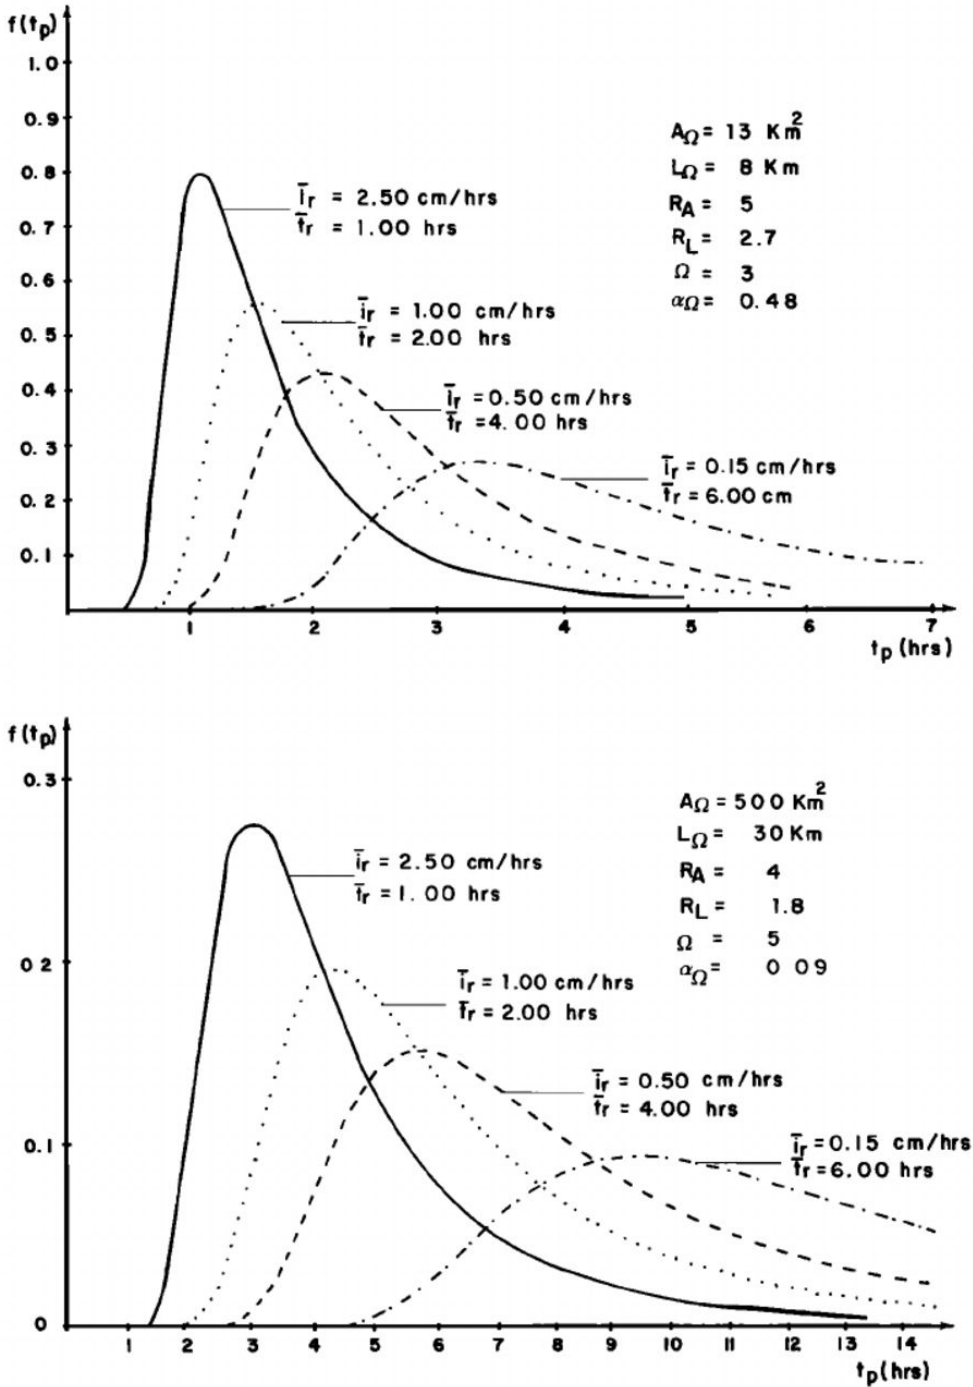 f(tp)
1.0
0.9
0.8
0.7
0.6
0.5
0.4
0.3
0.2
0.1
AΩ = 13 Km2
LΩ = 8 Km
RA = 5
RL = 2.7
Ω = 3
αΩ = 0.48
īr = 2.50 cm/hrs
t̄r = 1.00 hrs
īr = 1.00 cm/hrs
t̄r = 2.00 hrs
īr = 0.50 cm/hrs
t̄r = 4.00 hrs
īr = 0.15 cm/hrs
t̄r = 6.00 cm
1 2 3 4 5 6 7
tp (hrs)
f(tp)
0.3
0 2
0.1
0
AΩ = 500 Km2
LΩ = 30 Km
RA = 4
RL = 1.8
Ω = 5
αΩ = 0 09
īr = 2.50 cm/hrs
t̄r = 1.00 hrs
īr = 1.00 cm/hrs
t̄r = 2.00 hrs
īr = 0.50 cm/hrs
t̄r = 4.00 hrs
īr = 0.15 cm/hrs
t̄r = 6.00 hrs
1 2 3 4 5 6 7 8 9 10 11 12 13 14
tp (hrs)